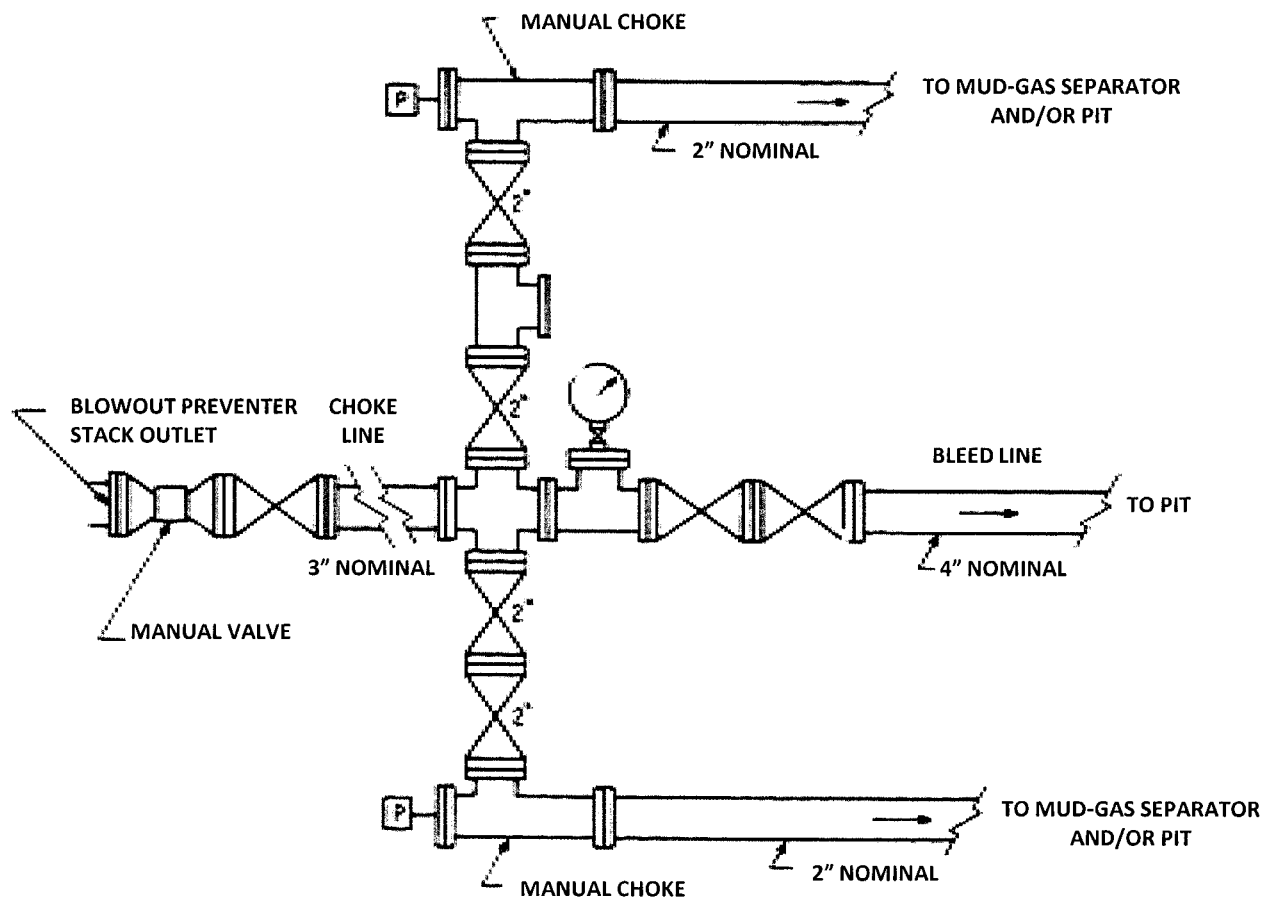 MANUAL CHOKE
P
TO MUD-GAS SEPARATOR
AND/OR PIT
2” NOMINAL
2"
2"
BLOWOUT PREVENTER
STACK OUTLET
CHOKE
LINE
BLEED LINE
TO PIT
3” NOMINAL
4” NOMINAL
MANUAL VALVE
2"
2"
P
TO MUD-GAS SEPARATOR
AND/OR PIT
2” NOMINAL
MANUAL CHOKE